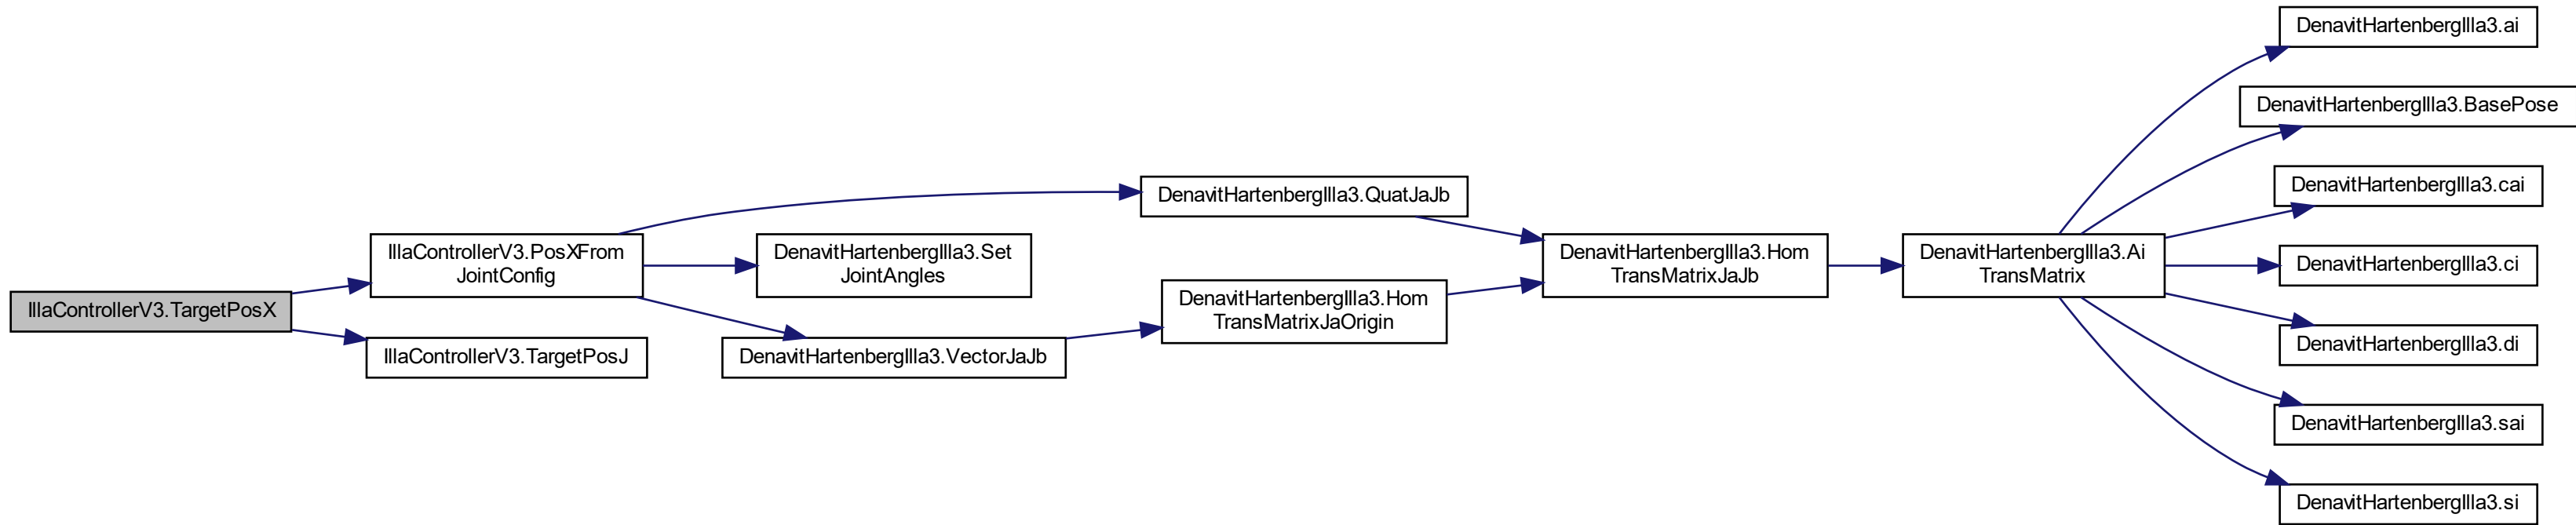 IllaControllerV3.TargetPosX
IllaControllerV3.PosXFrom
JointConfig
IllaControllerV3.TargetPosJ
DenavitHartenbergIlla3.Set
JointAngles
DenavitHartenbergIlla3.VectorJaJb
DenavitHartenbergIlla3.QuatJaJb
DenavitHartenbergIlla3.Hom
TransMatrixJaOrigin
DenavitHartenbergIlla3.Hom
TransMatrixJaJb
DenavitHartenbergIlla3.Ai
TransMatrix
DenavitHartenbergIlla3.ai
DenavitHartenbergIlla3.BasePose
DenavitHartenbergIlla3.cai
DenavitHartenbergIlla3.ci
DenavitHartenbergIlla3.di
DenavitHartenbergIlla3.sai
DenavitHartenbergIlla3.si